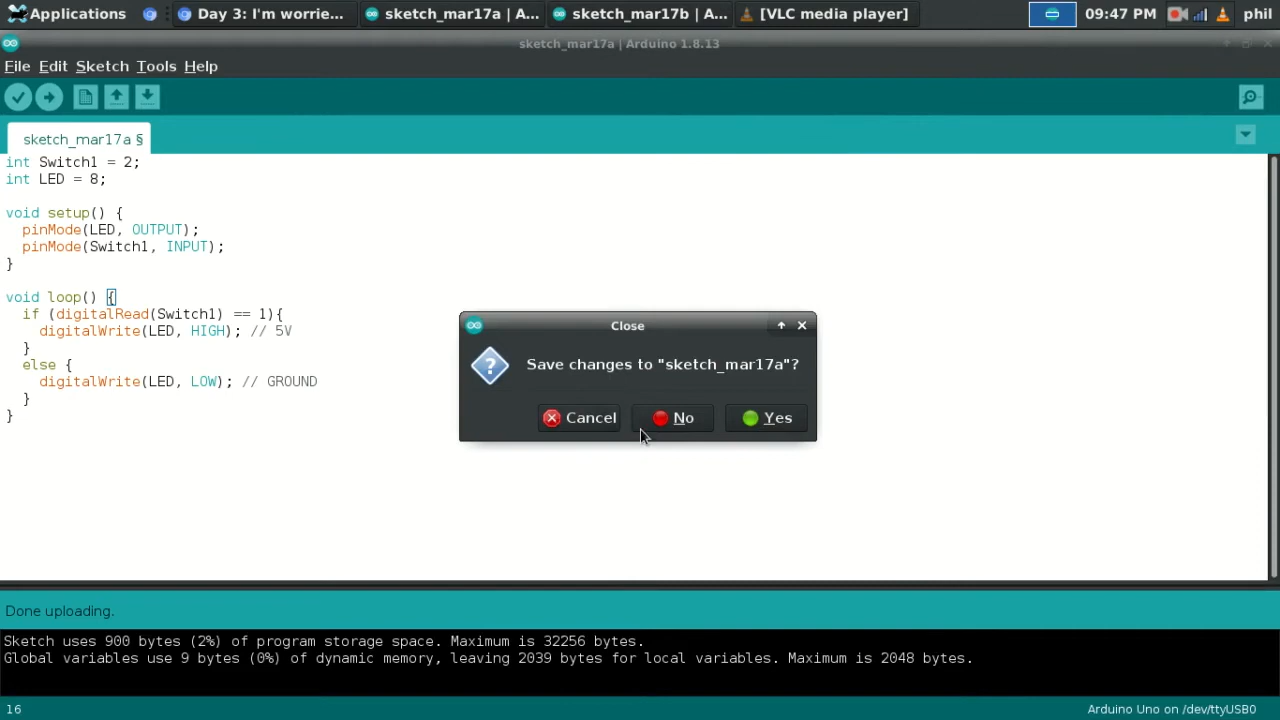 Applications
Day 3: I'm worrie...
sketch_mar17a | A...
sketch_mar17b | A...
[VLC media player]
09:47 PM
phil
sketch_mar17a | Arduino 1.8.13
File Edit Sketch Tools Help
sketch_mar17a §
int Switch1 = 2;
int LED = 8;
void setup() {
pinMode(LED, OUTPUT);
pinMode(Switch1, INPUT);
}
void loop() {
if (digitalRead(Switch1) == 1){
digitalWrite(LED, HIGH); // 5V
}
else {
digitalWrite(LED, LOW); // GROUND
}
}
Close
Save changes to "sketch_mar17a"?
Cancel
No
Yes
Done uploading.
Sketch uses 900 bytes (2%) of program storage space. Maximum is 32256 bytes.
Global variables use 9 bytes (0%) of dynamic memory, leaving 2039 bytes for local variables. Maximum is 2048 bytes.
16
Arduino Uno on /dev/ttyUSB0